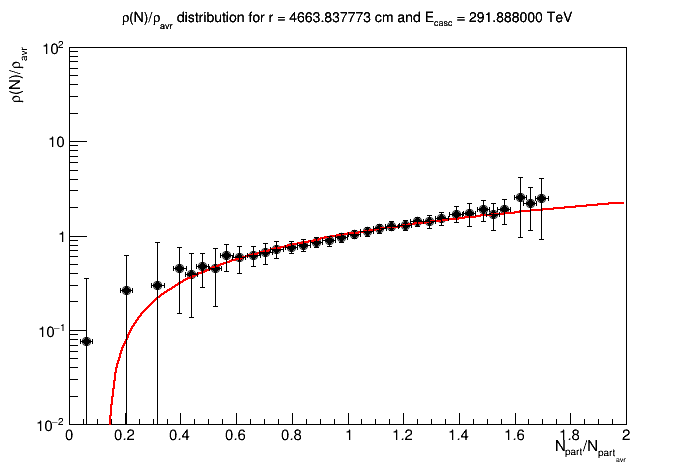 ρ(N)/ρavr distribution for r = 4663.837773 cm and Ecasc = 291.888000 TeV
ρ(N)/ρavr
10²
10
1
10⁻¹
10⁻²
0 0.2 0.4 0.6 0.8 1 1.2 1.4 1.6 1.8 2
Npart/Npartavr